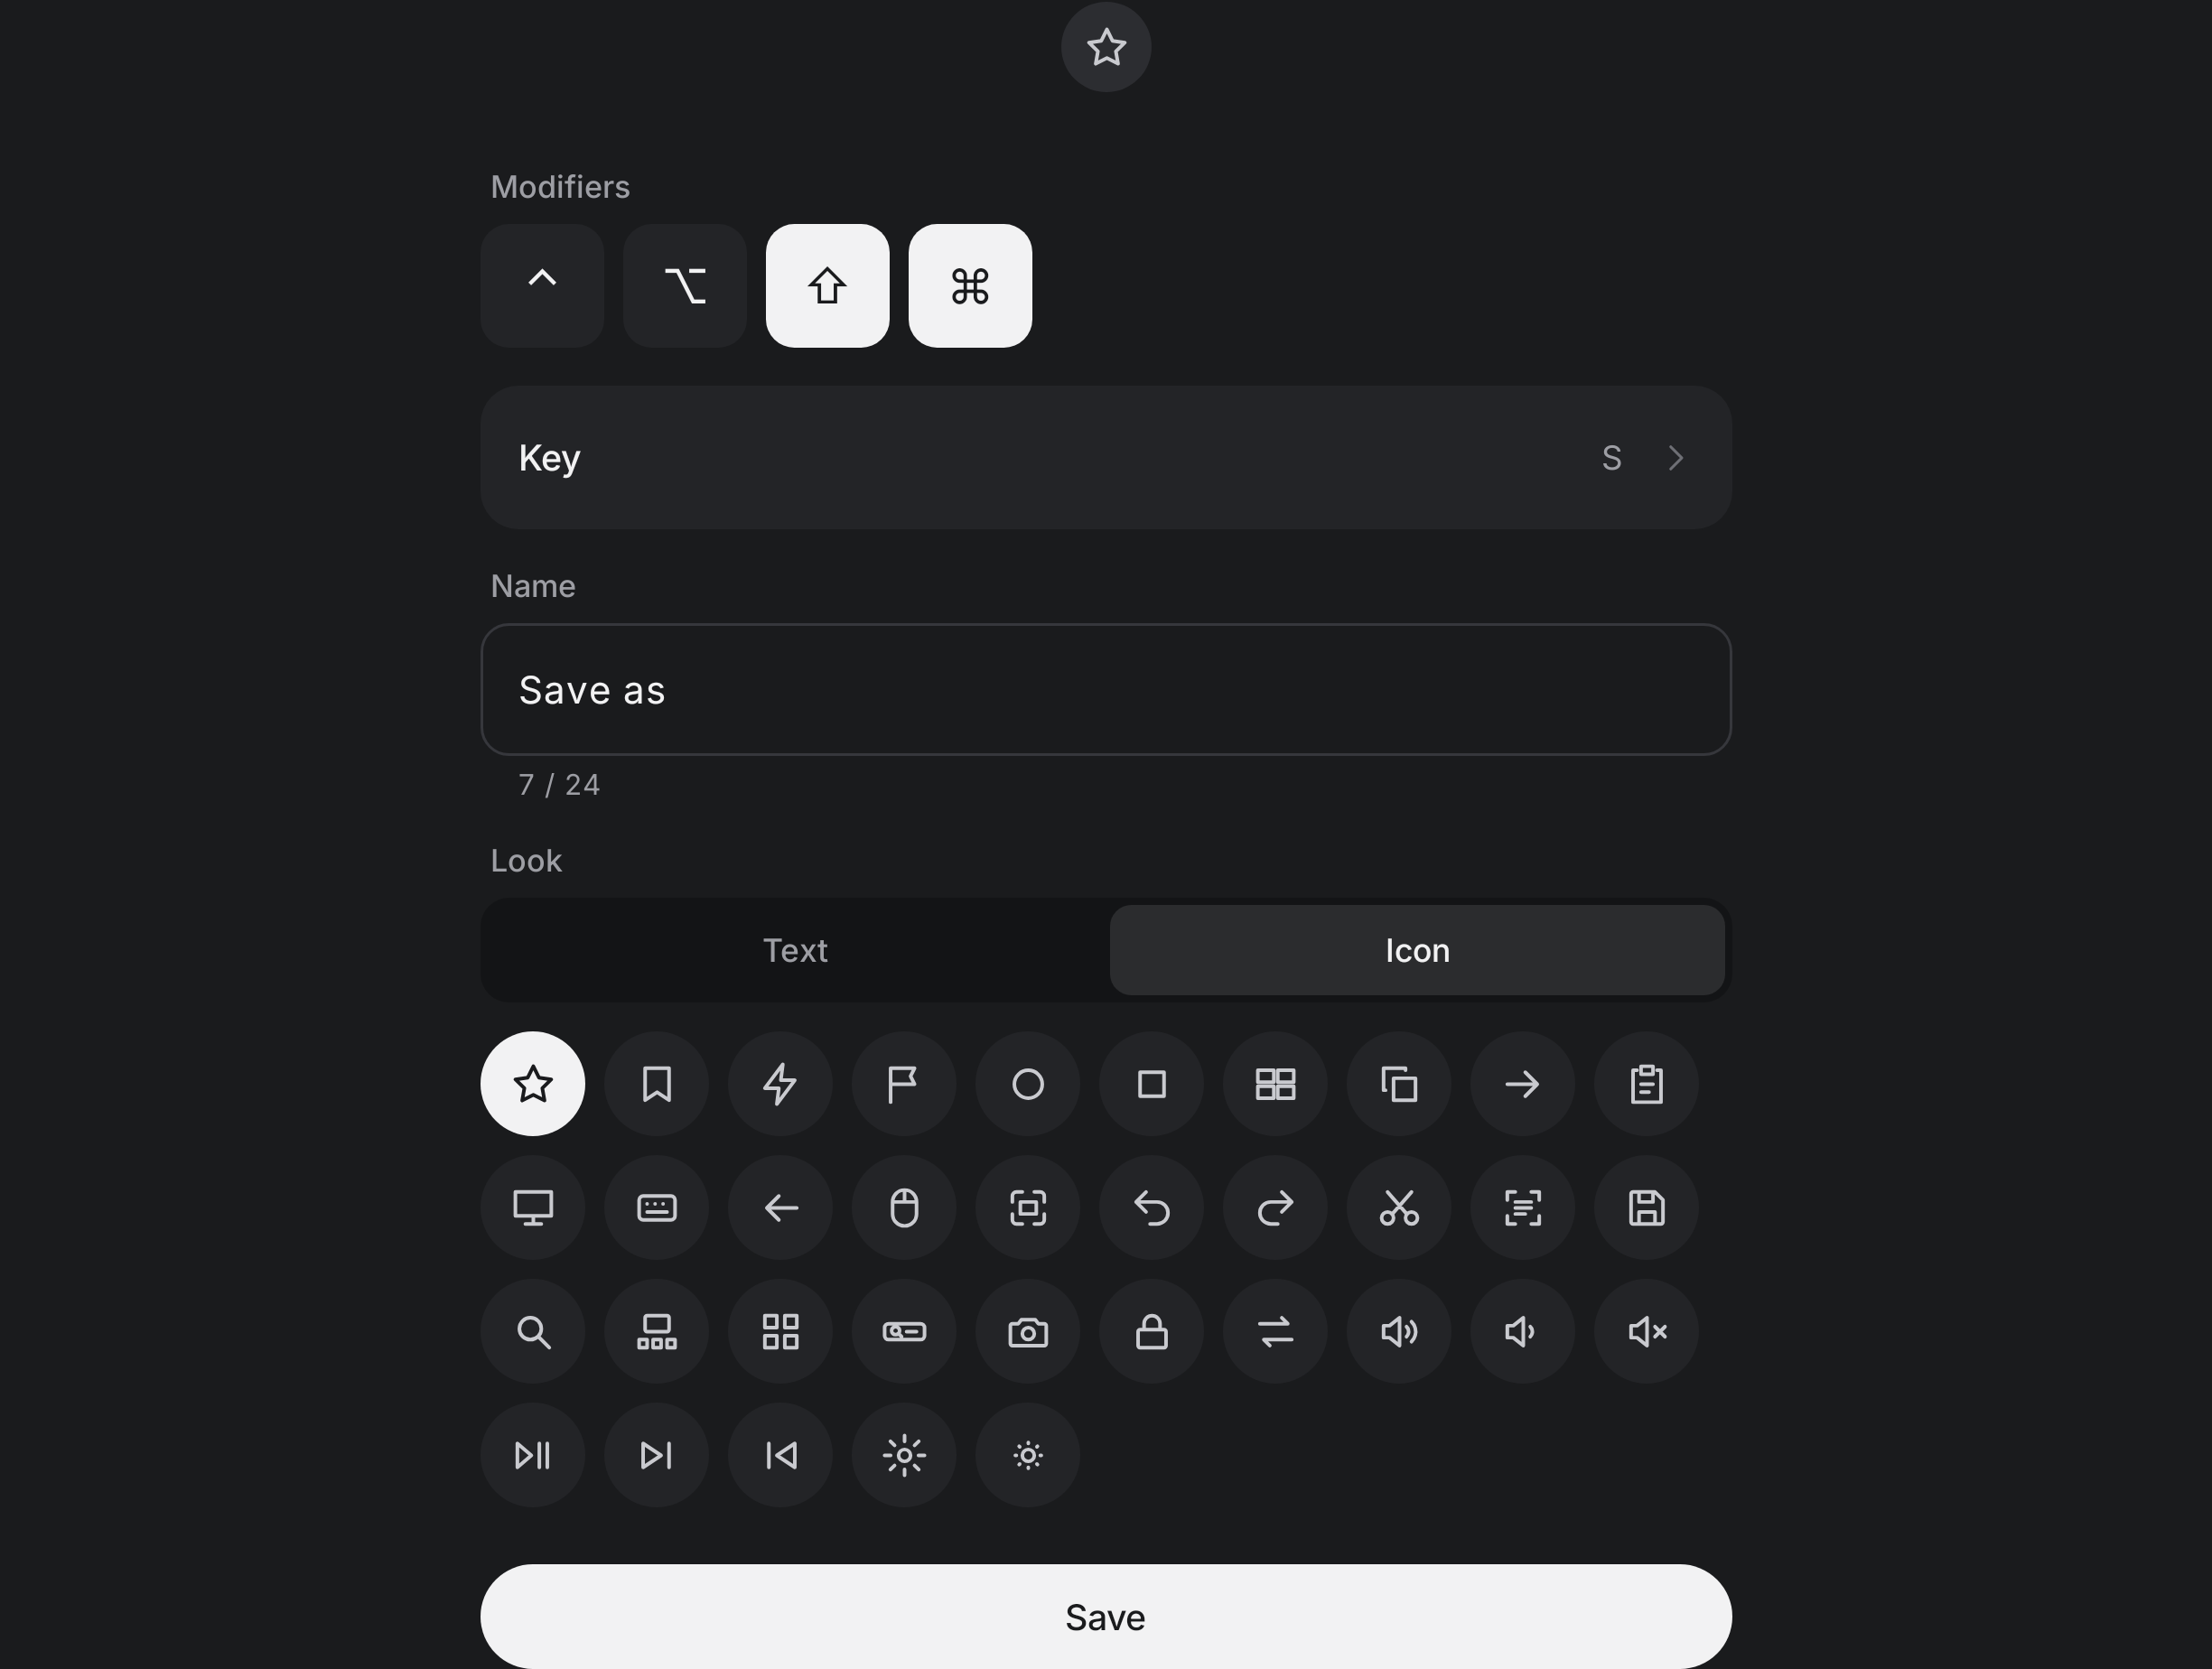 Modifiers
⌃ ⌥ ⇧ ⌘
Key S
Name
Save as
7 / 24
Look
Text Icon
Save